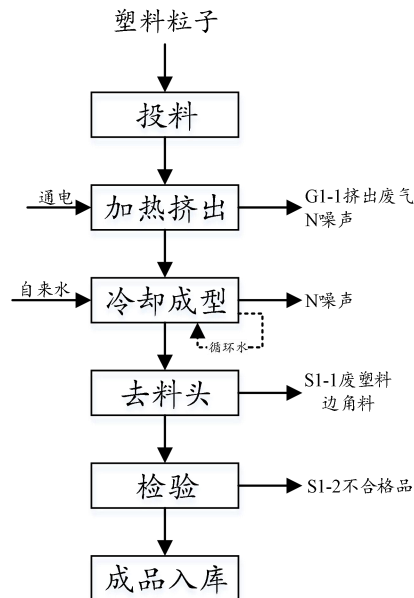 塑料粒子
投料
通电
加热挤出
G1-1挤出废气
N噪声
自来水
冷却成型
N噪声
循环水
去料头
S1-1废塑料
边角料
检验
S1-2不合格品
成品入库